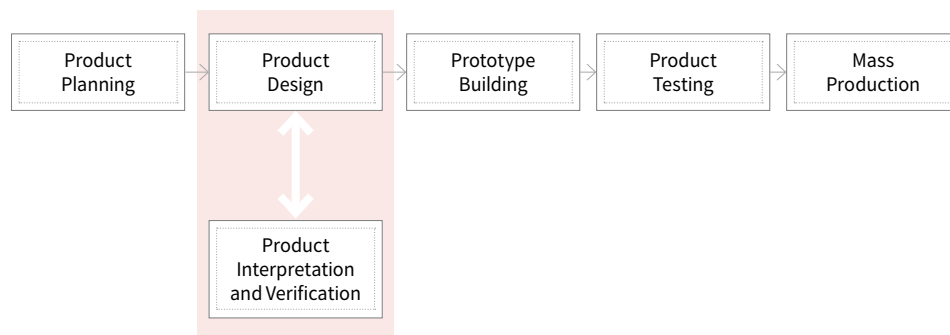 Product
Planning
Product
Design
Prototype
Building
Product
Testing
Mass
Production
Product
Interpretation
and Verification